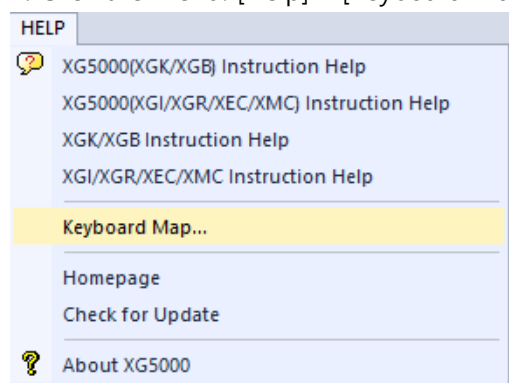 HELP
XG5000(XGK/XGB) Instruction Help
XG5000(XGI/XGR/XEC/XMC) Instruction Help
XGK/XGB Instruction Help
XGI/XGR/XEC/XMC Instruction Help
Keyboard Map...
Homepage
Check for Update
About XG5000